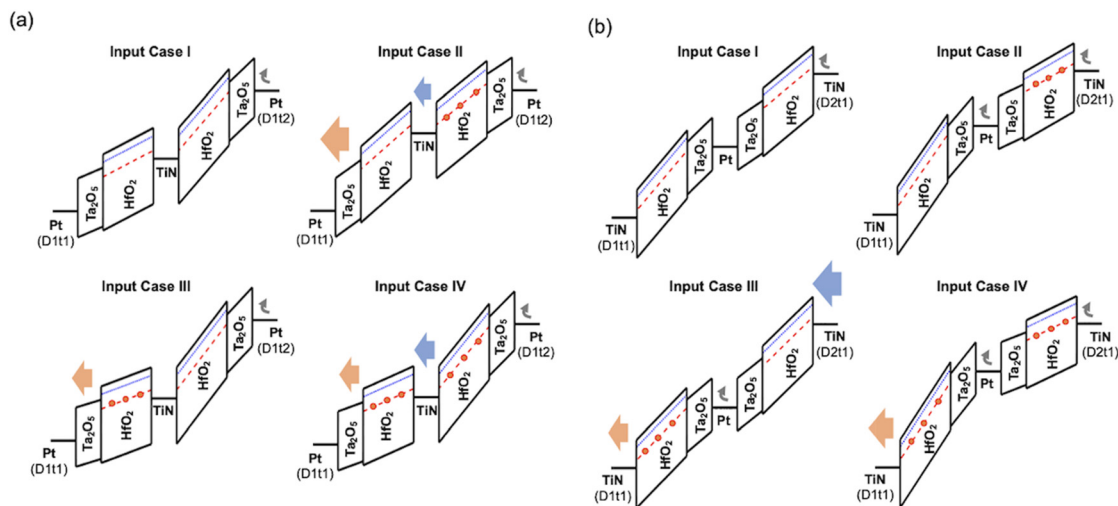 (a)
Input Case I
Ta₂O₅
HfO₂
TiN
HfO₂
Ta₂O₅
Pt
(D1t1)
Pt
(D1t2)
Input Case II
Ta₂O₅
HfO₂
TiN
HfO₂
Ta₂O₅
Pt
(D1t1)
Pt
(D1t2)
Input Case III
Ta₂O₅
HfO₂
TiN
HfO₂
Ta₂O₅
Pt
(D1t1)
Pt
(D1t2)
Input Case IV
Ta₂O₅
HfO₂
TiN
HfO₂
Ta₂O₅
Pt
(D1t1)
Pt
(D1t2)
(b)
Input Case I
TiN
(D1t1)
HfO₂
Ta₂O₅
Pt
Ta₂O₅
HfO₂
TiN
(D2t1)
Input Case II
TiN
(D1t1)
HfO₂
Ta₂O₅
Pt
Ta₂O₅
HfO₂
TiN
(D2t1)
Input Case III
TiN
(D1t1)
HfO₂
Ta₂O₅
Pt
Ta₂O₅
HfO₂
TiN
(D2t1)
Input Case IV
TiN
(D1t1)
HfO₂
Ta₂O₅
Pt
Ta₂O₅
HfO₂
TiN
(D2t1)